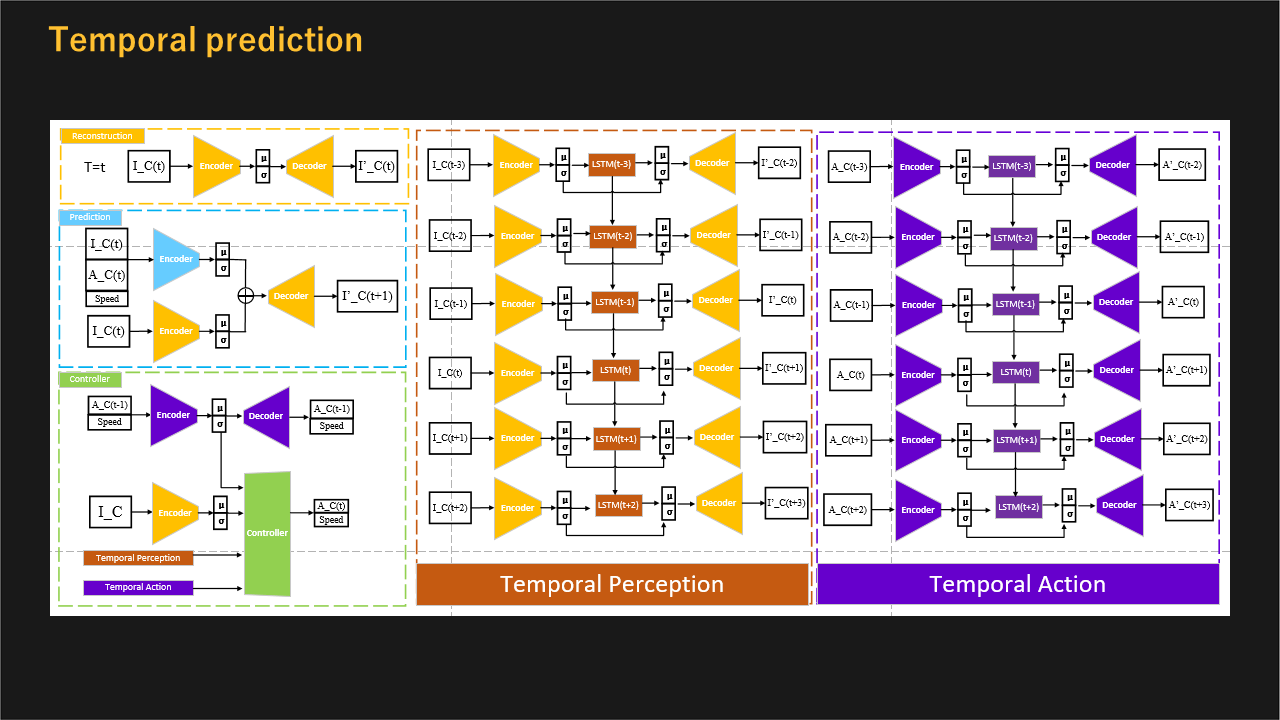 Temporal prediction
Reconstruction
T=t
I_C(t)
Encoder
μ
σ
Decoder
I'_C(t)
Prediction
I_C(t)
A_C(t)
Speed
Encoder
μ
σ
I_C(t)
Encoder
μ
σ
Decoder
I'_C(t+1)
Controller
A_C(t-1)
Speed
Encoder
μ
σ
Decoder
A_C(t-1)
Speed
I_C
Encoder
μ
σ
Controller
A_C(t)
Speed
Temporal Perception
Temporal Action
I_C(t-3)
Encoder
μ
σ
LSTM(t-3)
μ
σ
Decoder
I'_C(t-2)
I_C(t-2)
Encoder
μ
σ
LSTM(t-2)
μ
σ
Decoder
I'_C(t-1)
I_C(t-1)
Encoder
μ
σ
LSTM(t-1)
μ
σ
Decoder
I'_C(t)
I_C(t)
Encoder
μ
σ
LSTM(t)
μ
σ
Decoder
I'_C(t+1)
I_C(t+1)
Encoder
μ
σ
LSTM(t+1)
μ
σ
Decoder
I'_C(t+2)
I_C(t+2)
Encoder
μ
σ
LSTM(t+2)
μ
σ
Decoder
I'_C(t+3)
Temporal Perception
A_C(t-3)
Encoder
μ
σ
LSTM(t-3)
μ
σ
Decoder
A'_C(t-2)
A_C(t-2)
Encoder
μ
σ
LSTM(t-2)
μ
σ
Decoder
A'_C(t-1)
A_C(t-1)
Encoder
μ
σ
LSTM(t-1)
μ
σ
Decoder
A'_C(t)
A_C(t)
Encoder
μ
σ
LSTM(t)
μ
σ
Decoder
A'_C(t+1)
A_C(t+1)
Encoder
μ
σ
LSTM(t+1)
μ
σ
Decoder
A'_C(t+2)
A_C(t+2)
Encoder
μ
σ
LSTM(t+2)
μ
σ
Decoder
A'_C(t+3)
Temporal Action